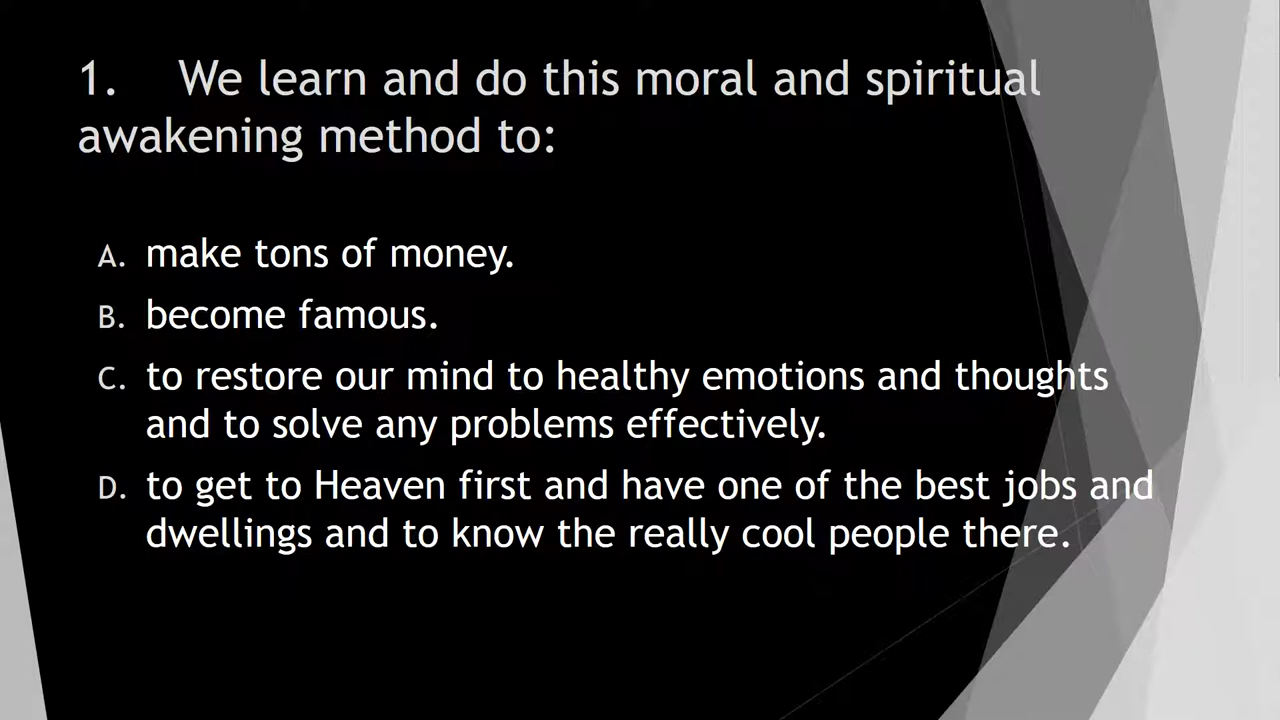 1. We learn and do this moral and spiritual
awakening method to:
A. make tons of money.
B. become famous.
C. to restore our mind to healthy emotions and thoughts
and to solve any problems effectively.
D. to get to Heaven first and have one of the best jobs and
dwellings and to know the really cool people there.